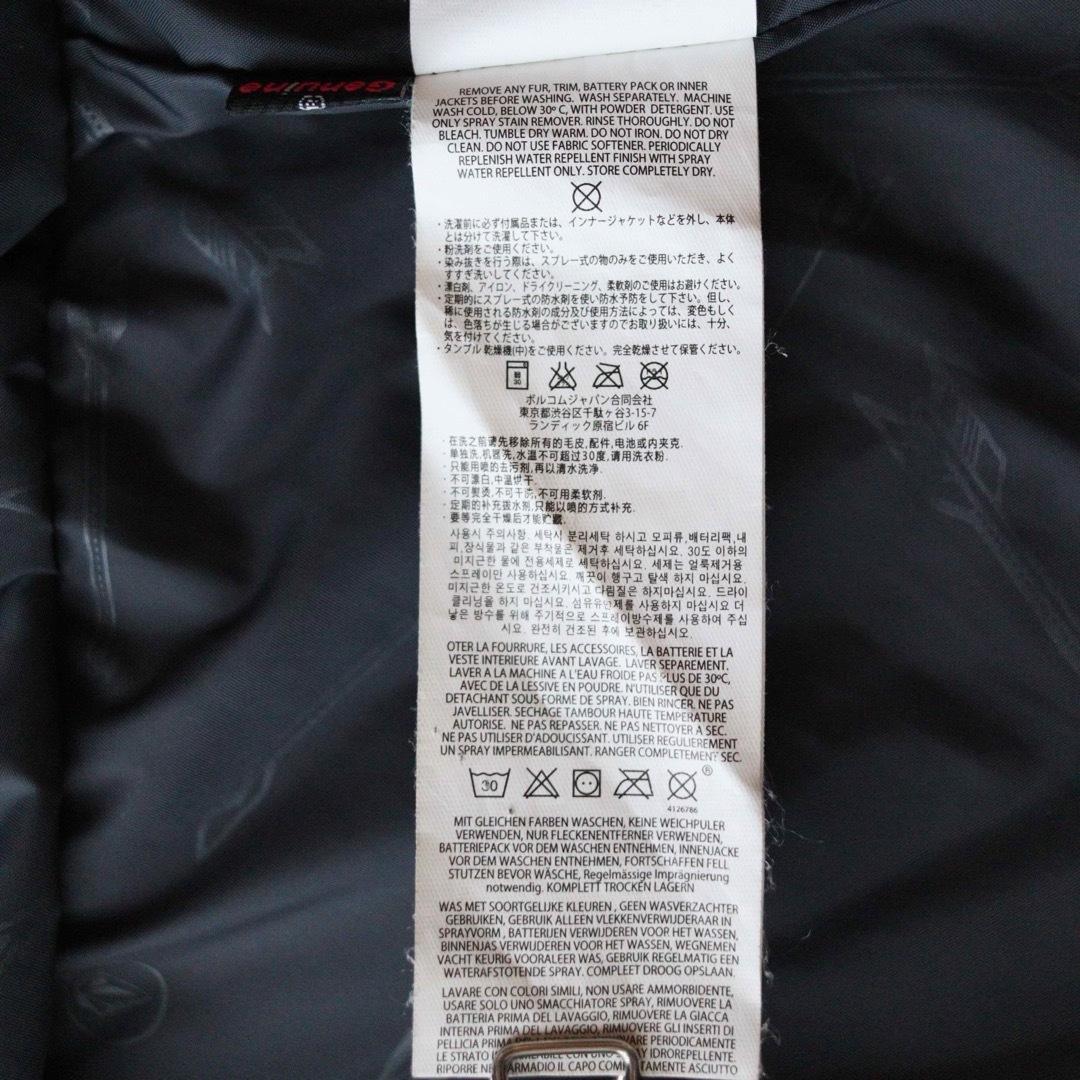 Genuine
REMOVE ANY FUR, TRIM, BATTERY PACK OR INNER
JACKETS BEFORE WASHING. WASH SEPARATELY. MACHINE
WASH COLD, BELOW 30º C, WITH POWDER DETERGENT. USE
ONLY SPRAY STAIN REMOVER. RINSE THOROUGHLY. DO NOT
BLEACH. TUMBLE DRY WARM. DO NOT IRON. DO NOT DRY
CLEAN. DO NOT USE FABRIC SOFTENER. PERIODICALLY
REPLENISH WATER REPELLENT FINISH WITH SPRAY
WATER REPELLENT ONLY. STORE COMPLETELY DRY.
・洗濯前に必ず付属品または、インナージャケットなどを外し、本体
とは分けて洗濯して下さい。
・粉洗剤をご使用ください。
・染み抜きを行う際は、スプレー式の物のみをご使用いただき、よく
すすぎ洗いしてください。
・漂白剤、アイロン、ドライクリーニング、柔軟剤のご使用はお避けください。
・定期的にスプレー式の防水剤を使い防水予防をして下さい。但し、
稀に使用される防水剤の成分及び使用方法によっては、変色もしく
は、色落ちが生じる場合がございますのでお取り扱いには、十分、
気を付けてください。
・タンブル乾燥機(中)をご使用ください。完全乾燥させて保管ください。
30
ボルコムジャパン合同会社
東京都渋谷区千駄ヶ谷3-15-7
ランディック原宿ビル 6F
·在洗之前请先移除所有的毛皮,配件,电池或内夹克.
·单独洗,机器洗,水温不可超过30度,请用洗衣粉.
·只能用喷的去污剂,再以清水洗净.
·不可漂白,中温烘干.
·不可熨烫,不可干洗,不可用柔软剂.
·定期的补充拨水剂,只能以喷的方式补充.
·要等完全干燥后才能贮藏.
사용시 주의사항. 세탁시 분리세탁 하시고 모피류,배터리팩,내
피,장식물과 같은 부착물은 제거후 세탁하십시요. 30도 이하의
미지근한 물에 전용세제로 세탁하십시요. 세제는 얼룩제거용
스프레이만 사용하십시요. 깨끗이 헹구고 탈색 하지 마십시요.
미지근한 온도로 건조시키시고 다림질은 하지마십시요. 드라이
클리닝을 하지 마십시요. 섬유유연제를 사용하지 마십시요 더
낳은 방수를 위해 주기적으로 스프레이방수제를 사용하여 주십
시요. 완전히 건조된 후에 보관하십시오.
OTER LA FOURRURE, LES ACCESSOIRES, LA BATTERIE ET LA
VESTE INTERIEURE AVANT LAVAGE. LAVER SEPAREMENT.
LAVER A LA MACHINE A L'EAU FROIDE PAS PLUS DE 30ºC,
AVEC DE LA LESSIVE EN POUDRE. N'UTILISER QUE DU
DETACHANT SOUS FORME DE SPRAY. BIEN RINCER. NE PAS
JAVELLISER. SECHAGE TAMBOUR HAUTE TEMPERATURE
AUTORISE. NE PAS REPASSER. NE PAS NETTOYER A SEC.
NE PAS UTILISER D'ADOUCISSANT. UTILISER REGULIEREMENT
UN SPRAY IMPERMEABILISANT. RANGER COMPLETEMENT SEC.
30 ®
4126786
MIT GLEICHEN FARBEN WASCHEN, KEINE WEICHPULER
VERWENDEN, NUR FLECKENENTFERNER VERWENDEN,
BATTERIEPACK VOR DEM WASCHEN ENTNEHMEN, INNENJACKE
VOR DEM WASCHEN ENTNEHMEN, FORTSCHAFFEN FELL
STUTZEN BEVOR WÄSCHE, Regelmässige Imprägnierung
notwendig. KOMPLETT TROCKEN LAGERN
WAS MET SOORTGELIJKE KLEUREN , GEEN WASVERZACHTER
GEBRUIKEN, GEBRUIK ALLEEN VLEKKENVERWIJDERAAR IN
SPRAYVORM , BATTERIJEN VERWIJDEREN VOOR HET WASSEN,
BINNENJAS VERWIJDEREN VOOR HET WASSEN, WEGNEMEN
VACHT KEURIG VOORALEER WAS, GEBRUIK REGELMATIG EEN
WATERAFSTOTENDE SPRAY. COMPLEET DROOG OPSLAAN.
LAVARE CON COLORI SIMILI, NON USARE AMMORBIDENTE,
USARE SOLO UNO SMACCHIATORE SPRAY, RIMUOVERE LA
BATTERIA PRIMA DEL LAVAGGIO, RIMUOVERE LA GIACCA
INTERNA PRIMA DEL LAVAGGIO, RIMUOVERE GLI INSERTI DI
PELLICIA PRIMA PERIODICAMENTE
LE STRATO CON UNO IDROREPELLENTE.
RIPORRE IL CAPO ASCIUTTO